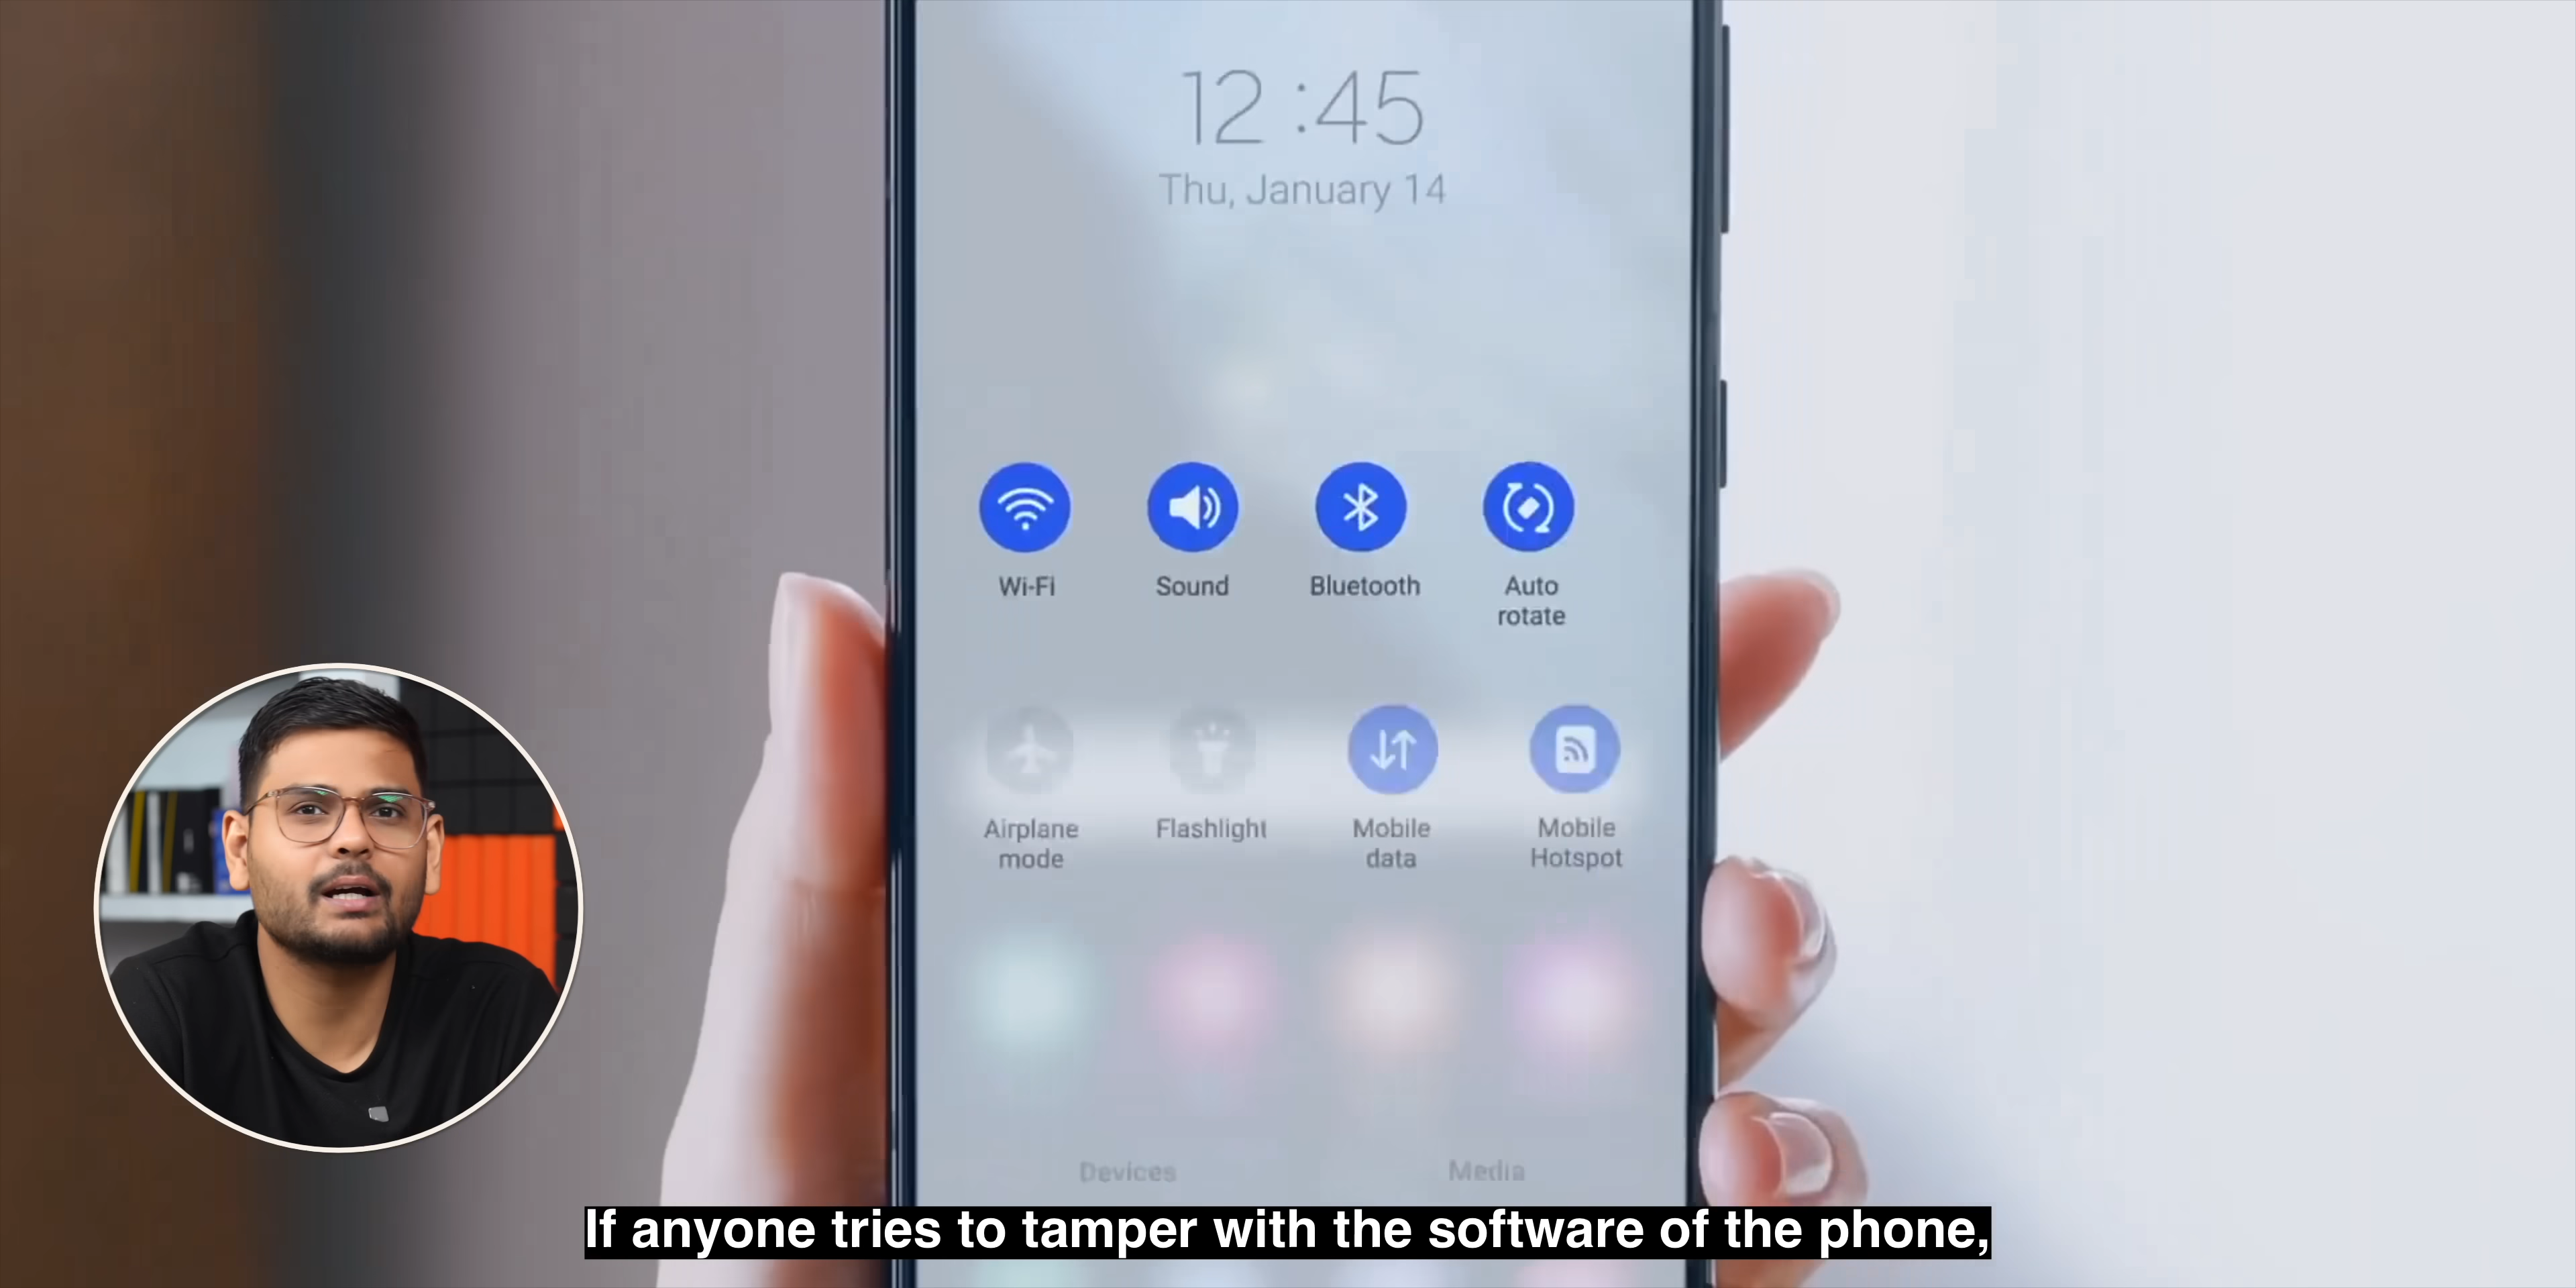 12 :45
Thu, January 14
Wi-Fi
Sound
Bluetooth
Auto
rotate
Airplane
mode
Flashlight
Mobile
data
Mobile
Hotspot
Devices
Media
If anyone tries to tamper with the software of the phone,